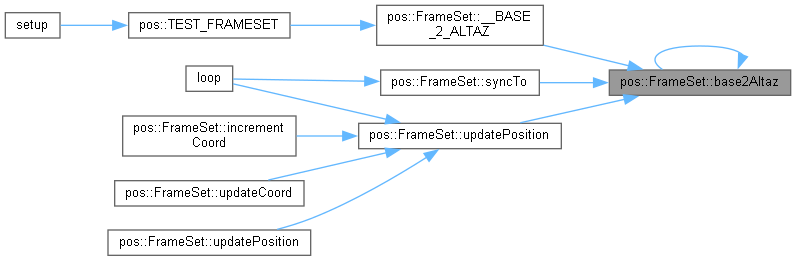 setup
pos::TEST_FRAMESET
pos::FrameSet::__BASE
_2_ALTAZ
loop
pos::FrameSet::syncTo
pos::FrameSet::base2Altaz
pos::FrameSet::increment
Coord
pos::FrameSet::updatePosition
pos::FrameSet::updateCoord
pos::FrameSet::updatePosition